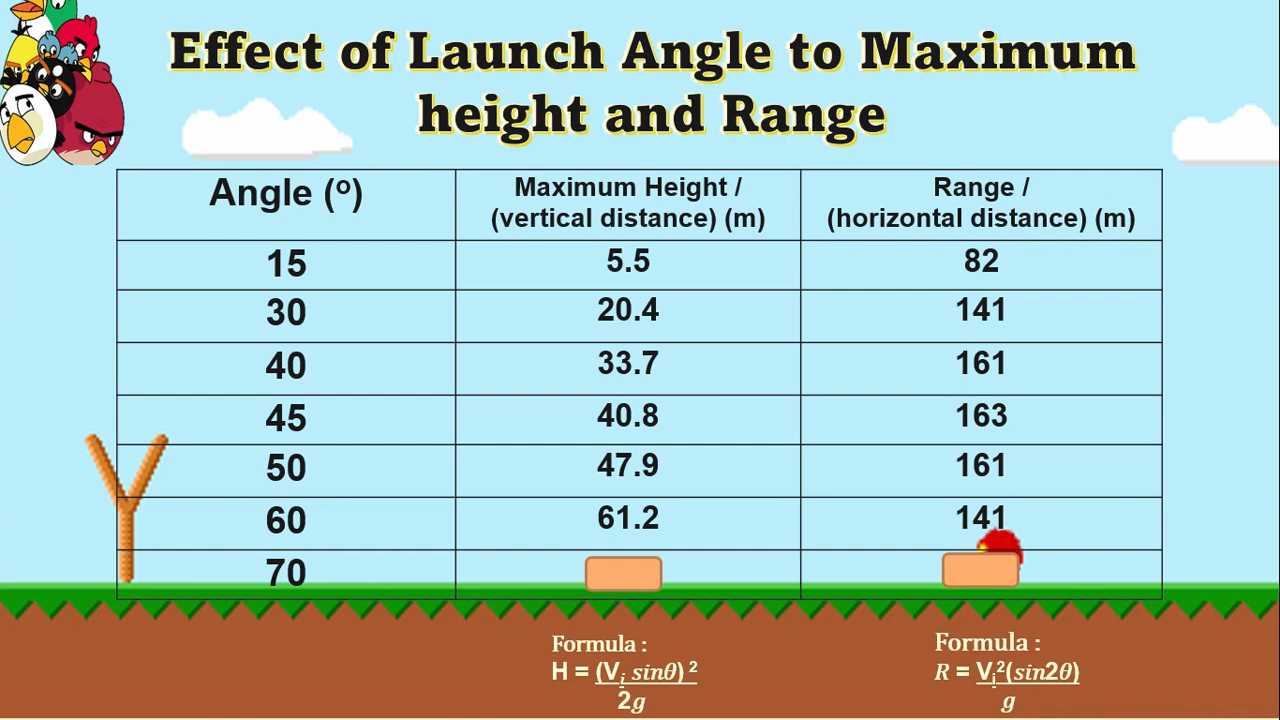 Effect of Launch Angle to Maximum
height and Range
Angle (º)
Maximum Height /
(vertical distance) (m)
Range /
(horizontal distance) (m)
15 5.5 82
30 20.4 141
40 33.7 161
45 40.8 163
50 47.9 161
60 61.2 141
70
Formula :
H = (Vᵢ sinθ) ²
2g
Formula :
R = Vᵢ²(sin2θ)
g